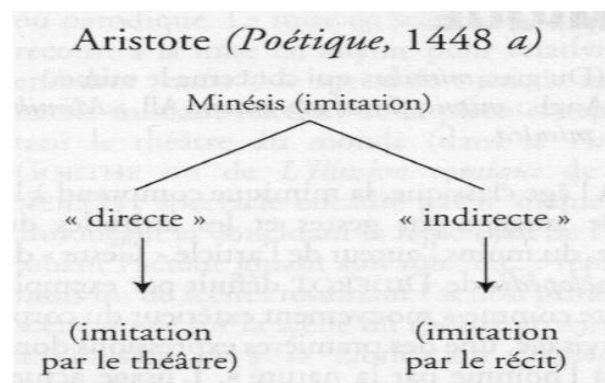 Aristote (Poétique, 1448 a)
Minésis (imitation)
« directe » « indirecte »
(imitation par le théâtre)
(imitation par le récit)